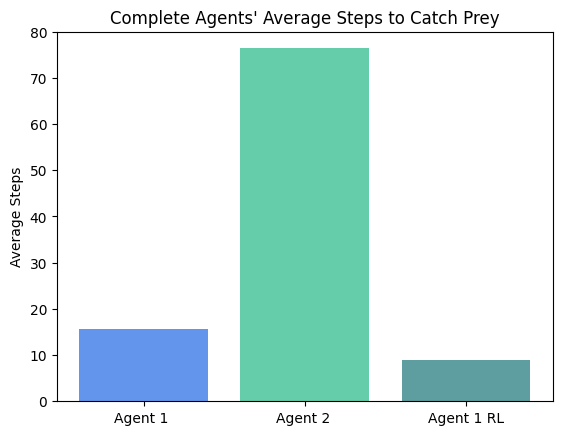 Complete Agents' Average Steps to Catch Prey
Average Steps
80
70
60
50
40
30
20
10
0
Agent 1
Agent 2
Agent 1 RL